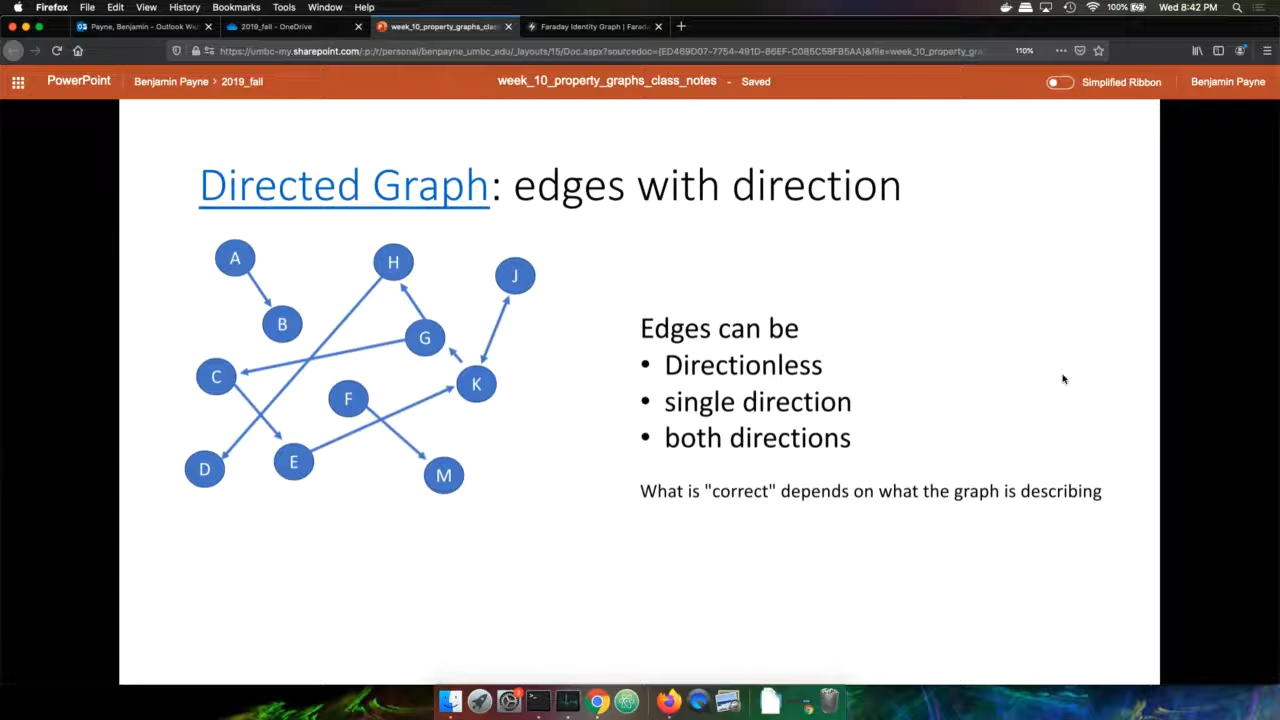 Firefox File Edit View History Bookmarks Tools Window Help 100% Wed 8:42 PM
Payne, Benjamin – Outlook We 2019_fall - OneDrive week_10_property_graphs_clas Faraday Identity Graph | Farad
https://umbc-my.sharepoint.com/:p:/r/personal/benpayne_umbc_edu/_layouts/15/Doc.aspx?sourcedoc={ED469D07-7754-491D-86EF-C085C5BFB5AA}&file=week_10_property_gra 110%
PowerPoint Benjamin Payne > 2019_fall week_10_property_graphs_class_notes - Saved Simplified Ribbon Benjamin Payne
Directed Graph: edges with direction
A
H
J
B
G
C
K
F
D
E
M
Edges can be
• Directionless
• single direction
• both directions
What is "correct" depends on what the graph is describing